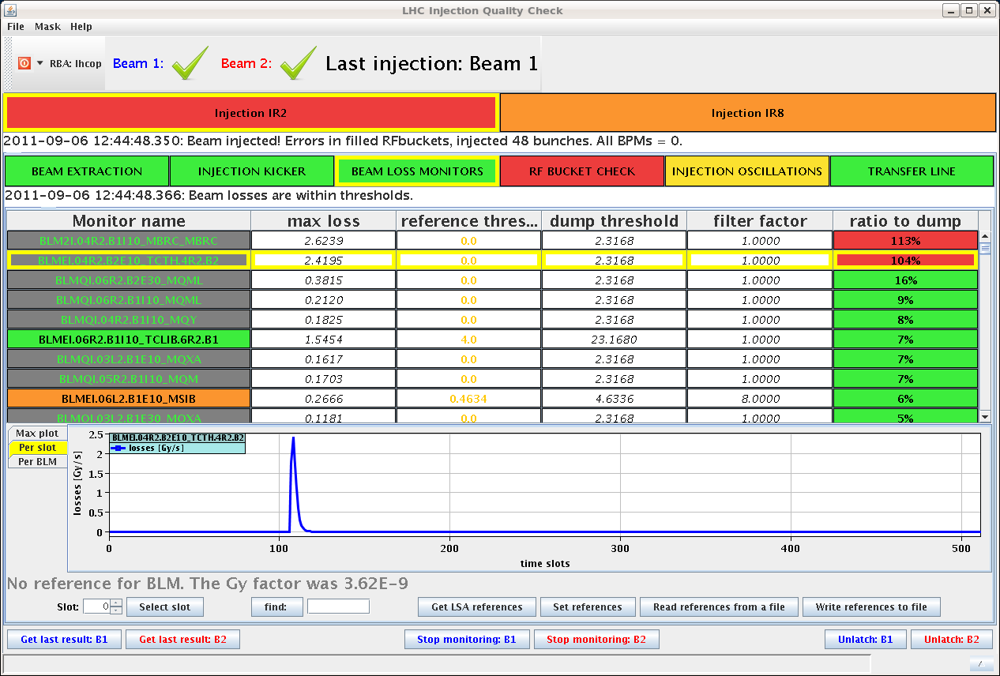 LHC Injection Quality Check
File Mask Help
RBA: lhcop Beam 1: Beam 2: Last injection: Beam 1
Injection IR2 Injection IR8
2011-09-06 12:44:48.350: Beam injected! Errors in filled RFbuckets, injected 48 bunches. All BPMs = 0.
BEAM EXTRACTION INJECTION KICKER BEAM LOSS MONITORS RF BUCKET CHECK INJECTION OSCILLATIONS TRANSFER LINE
2011-09-06 12:44:48.366: Beam losses are within thresholds.
Monitor name max loss reference thres... dump threshold filter factor ratio to dump
BLM2I.04R2.B1I10_MBRC_MBRC 2.6239 0.0 2.3168 1.0000 113%
BLMEI.04R2.B2E10_TCTH.4R2.B2 2.4195 0.0 2.3168 1.0000 104%
BLMQI.06R2.B2E30_MQML 0.3815 0.0 2.3168 1.0000 16%
BLMQI.06R2.B1I10_MQML 0.2120 0.0 2.3168 1.0000 9%
BLMQI.04R2.B1I10_MQY 0.1825 0.0 2.3168 1.0000 8%
BLMEI.06R2.B1I10_TCLIB.6R2.B1 1.5454 4.0 23.1680 1.0000 7%
BLMQI.03L2.B1E10_MQXA 0.1617 0.0 2.3168 1.0000 7%
BLMQI.05R2.B1I10_MQM 0.1703 0.0 2.3168 1.0000 7%
BLMEI.06L2.B1E10_MSIB 0.2666 0.4634 4.6336 8.0000 6%
BLMQI.03L2.B1E30_MQXA 0.1181 0.0 2.3168 1.0000 5%
Max plot
Per slot
Per BLM
losses [Gy/s]
2.5
2
1.5
1
0.5
0
BLMEI.04R2.B2E10_TCTH.4R2.B2
losses [Gy/s]
0 100 200 300 400 500
time slots
No reference for BLM. The Gy factor was 3.62E-9
Slot: 0 Select slot find: Get LSA references Set references Read references from a file Write references to file
Get last result: B1 Get last result: B2 Stop monitoring: B1 Stop monitoring: B2 Unlatch: B1 Unlatch: B2